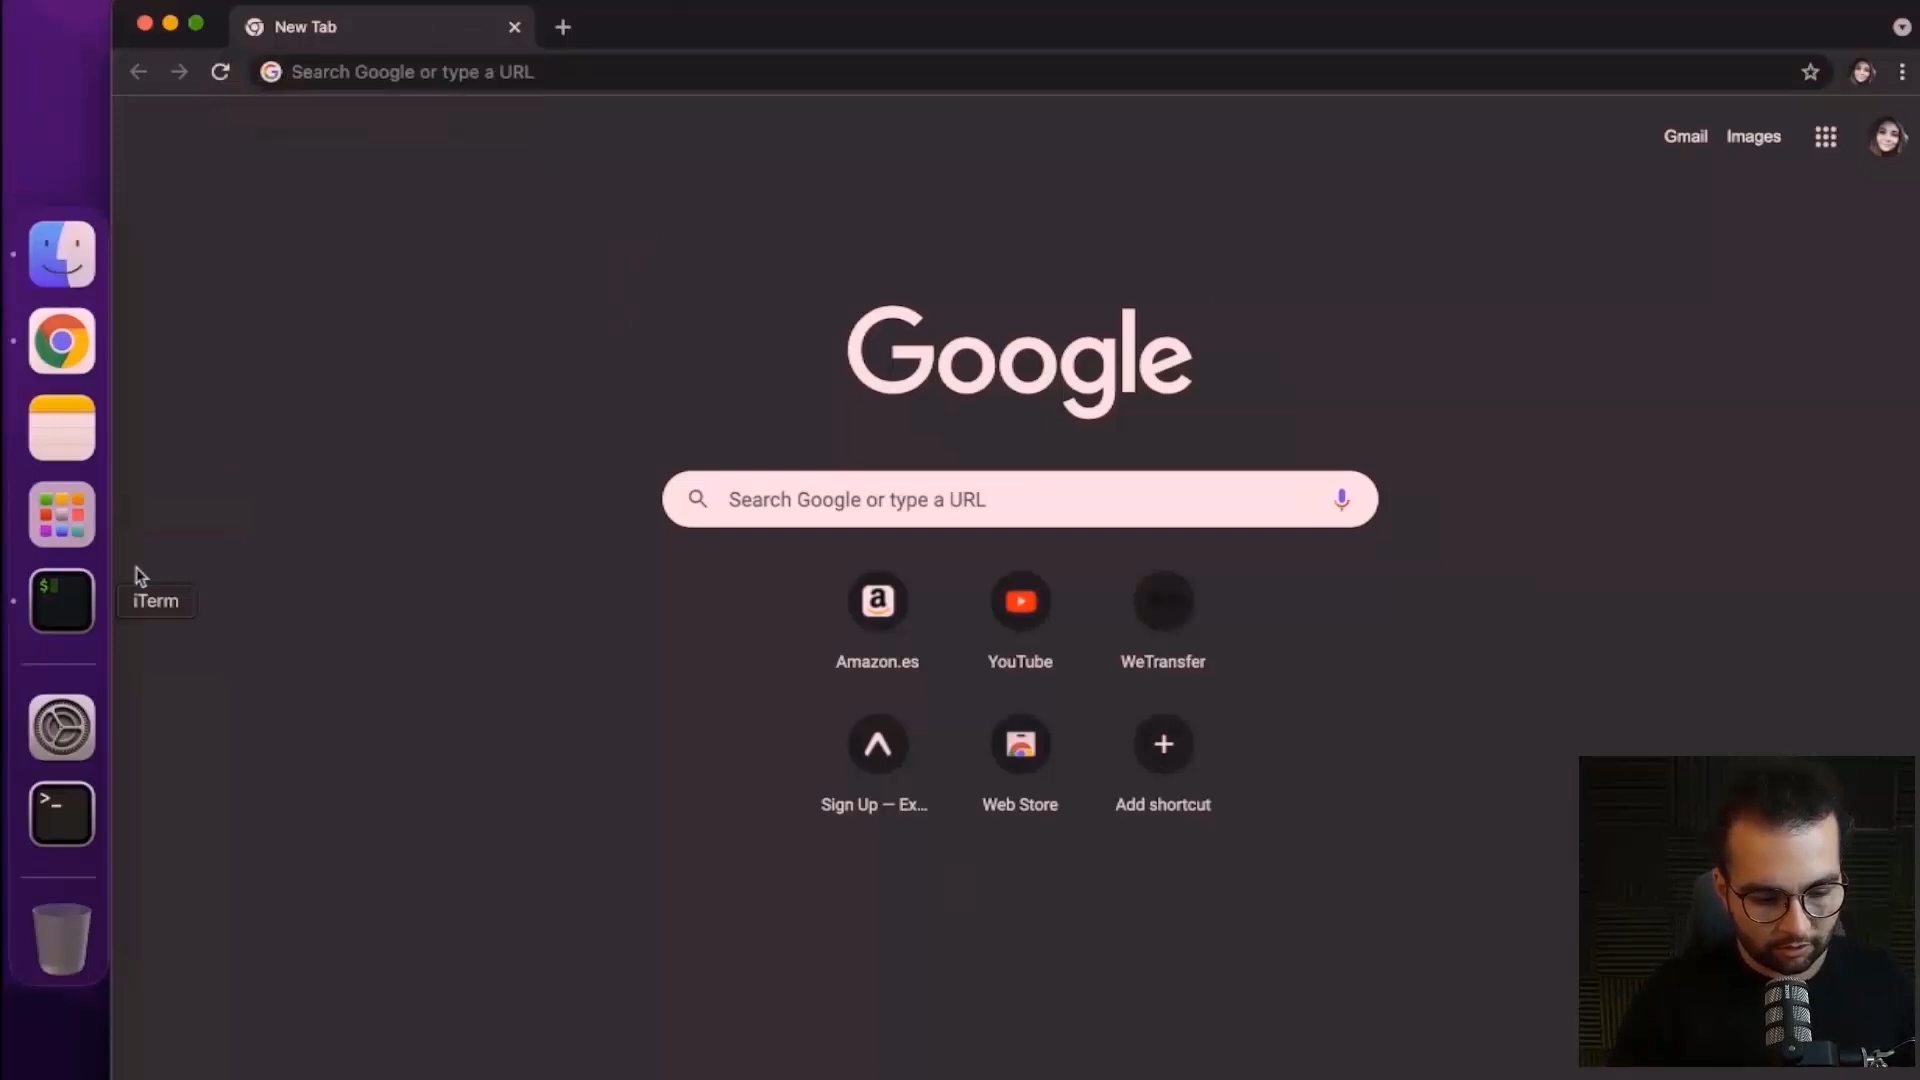 New Tab
Search Google or type a URL
Gmail Images
Google
Search Google or type a URL
$
iTerm
a
Amazon.es YouTube WeTransfer
>_
Sign Up — Ex... Web Store Add shortcut